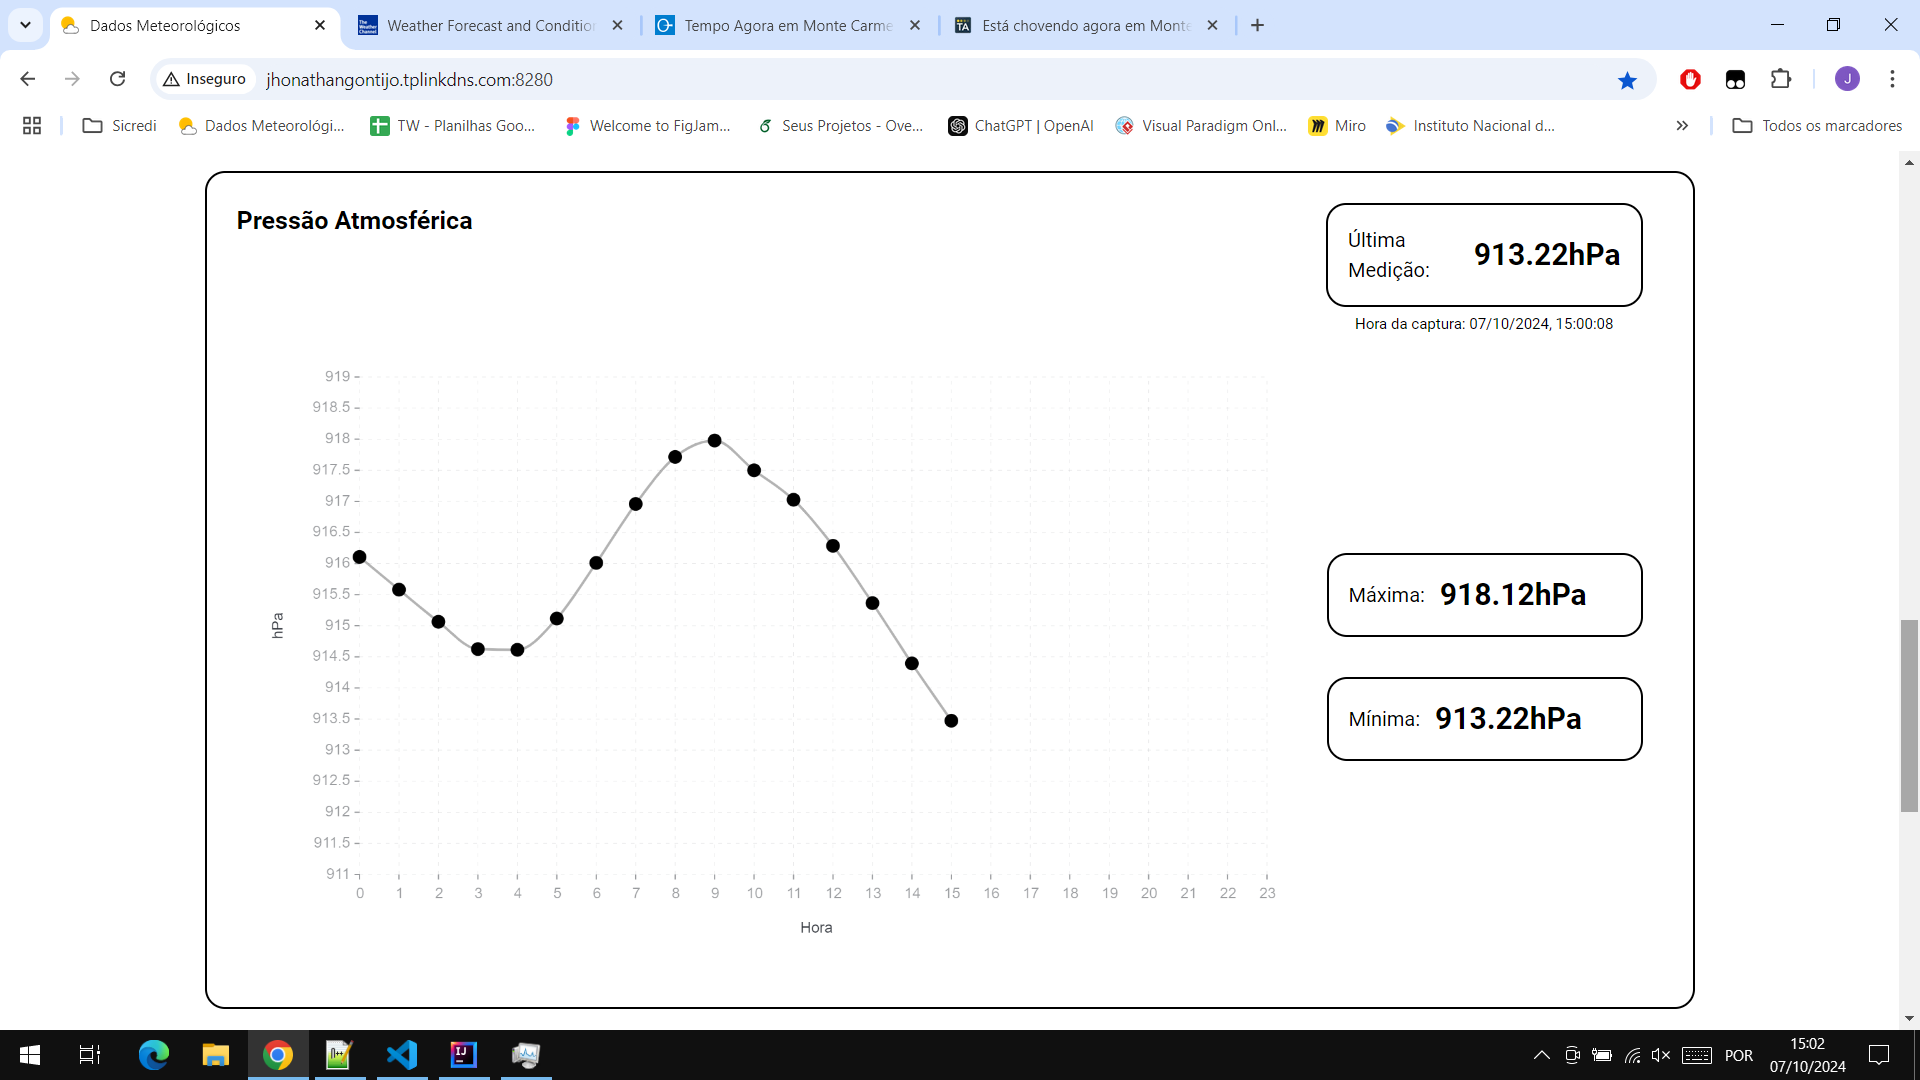 Dados Meteorológicos
Weather Forecast and Conditio
Tempo Agora em Monte Carme
Está chovendo agora em Monte
Inseguro
jhonathangontijo.tplinkdns.com:8280
J
Sicredi
Dados Meteorológi...
TW - Planilhas Goo...
Welcome to FigJam...
Seus Projetos - Ove...
ChatGPT | OpenAI
Visual Paradigm Onl...
Miro
Instituto Nacional d...
Todos os marcadores
Pressão Atmosférica
Última
Medição:
913.22hPa
Hora da captura: 07/10/2024, 15:00:08
919
918.5
918
917.5
917
916.5
916
915.5
915
914.5
914
913.5
913
912.5
912
911.5
911
hPa
0 1 2 3 4 5 6 7 8 9 10 11 12 13 14 15 16 17 18 19 20 21 22 23
Hora
Máxima: 918.12hPa
Mínima: 913.22hPa
POR
15:02
07/10/2024